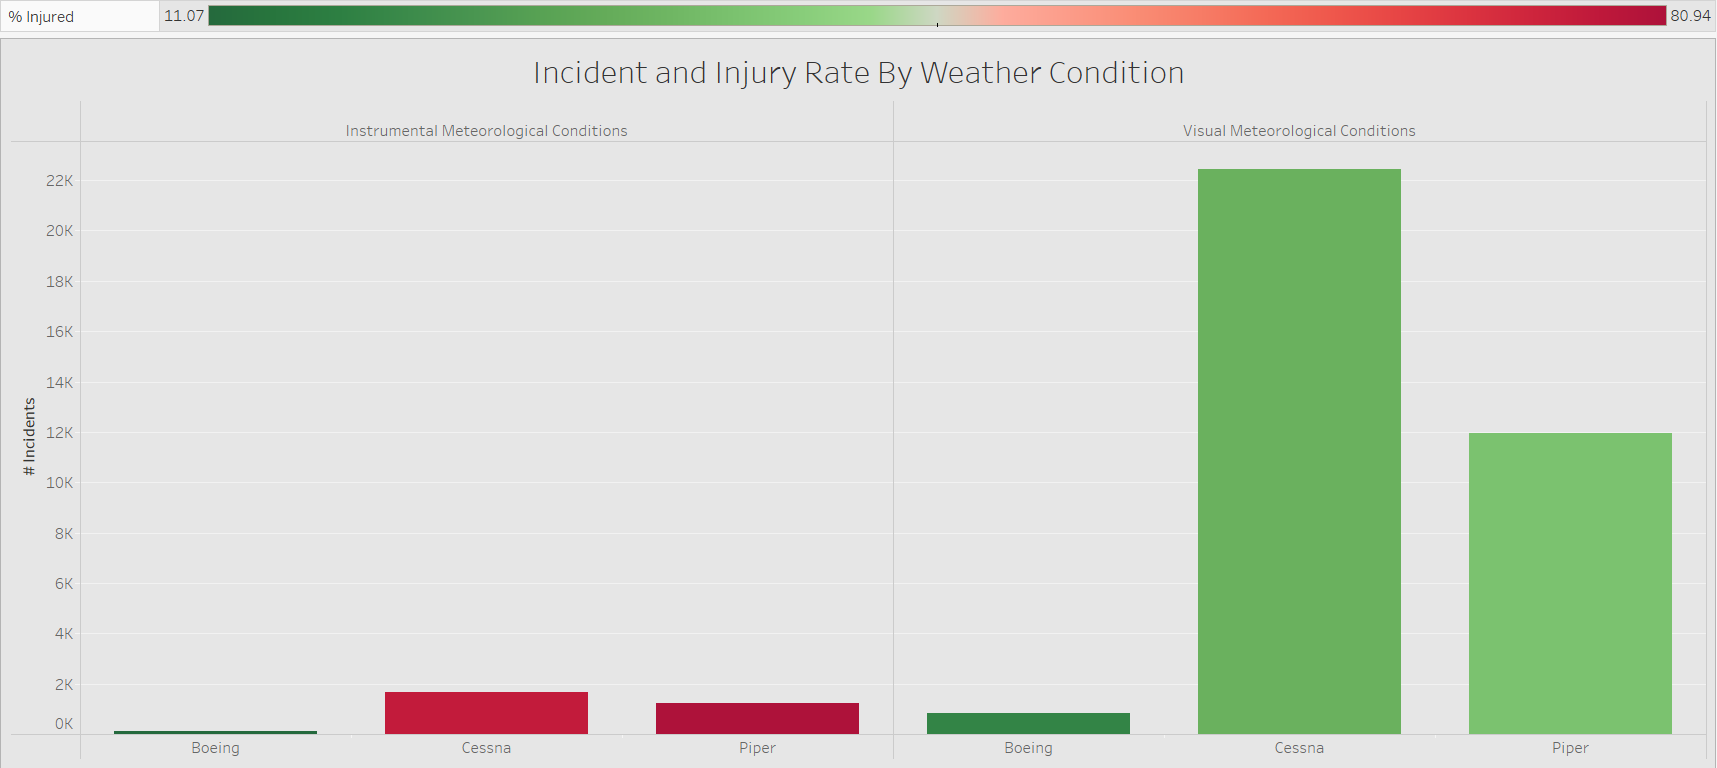 % Injured
11.07
80.94
Incident and Injury Rate By Weather Condition
Instrumental Meteorological Conditions
Visual Meteorological Conditions
# Incidents
22K
20K
18K
16K
14K
12K
10K
8K
6K
4K
2K
0K
Boeing
Cessna
Piper
Boeing
Cessna
Piper